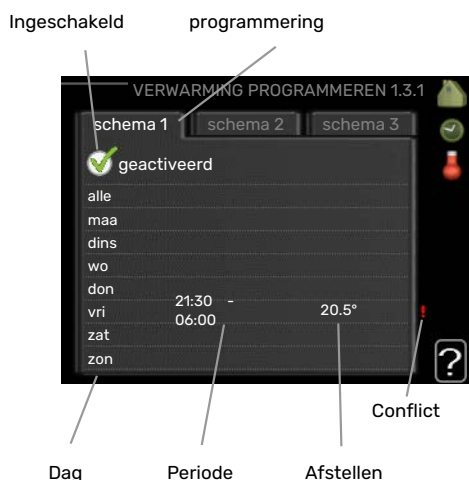 Ingeschakeld programmering
VERWARMING PROGRAMMEREN 1.3.1
schema 1 schema 2 schema 3
geactiveerd
alle
maa
dins
wo
don
vri 21:30 - 20.5°
06:00
zat
zon
!
?
Conflict
Dag Periode Afstellen